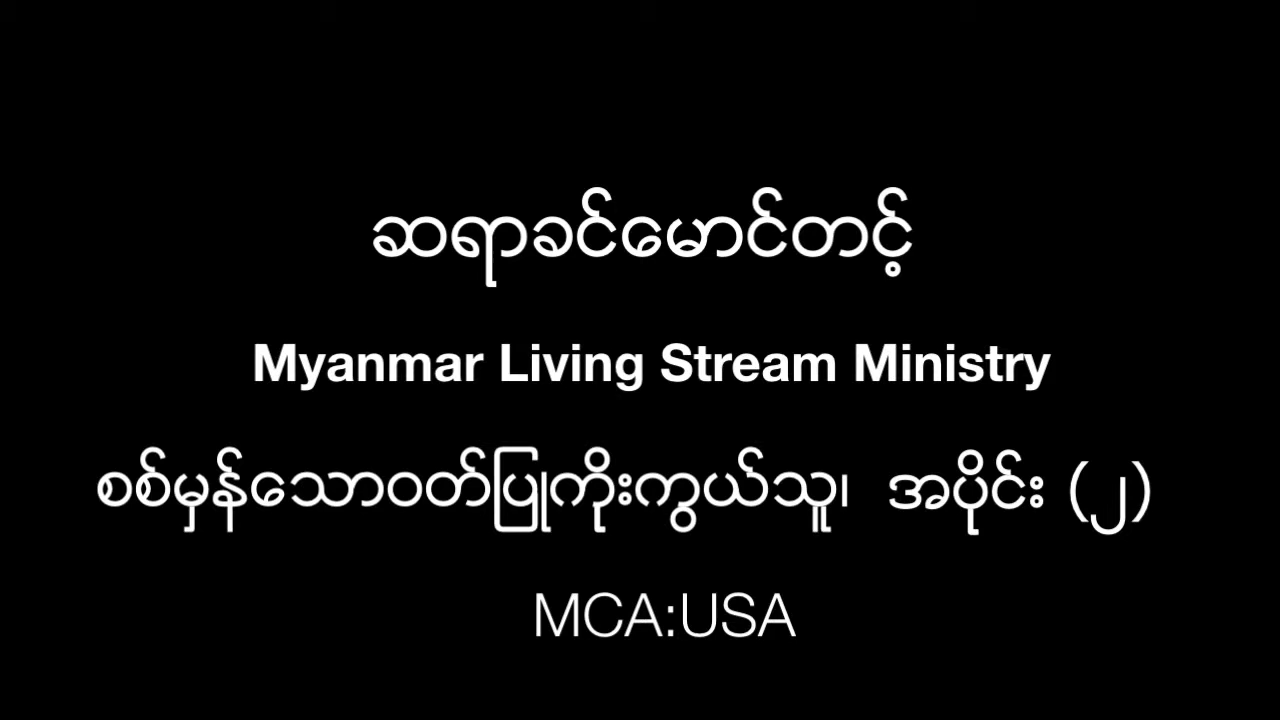 ဆရာခင်မောင်တင့်
Myanmar Living Stream Ministry
စစ်မှန်သောဝတ်ပြုကိုးကွယ်သူ၊ အပိုင်း (၂)
MCA:USA